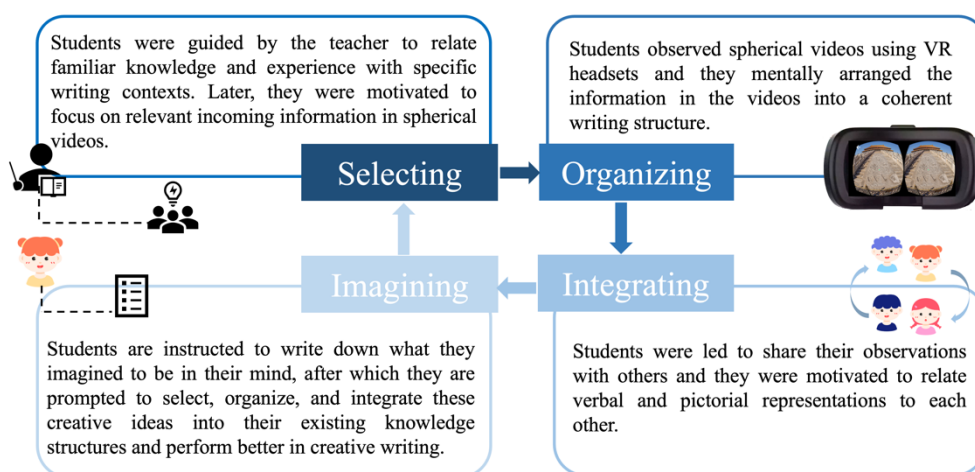 Students were guided by the teacher to relate
familiar knowledge and experience with specific
writing contexts. Later, they were motivated to
focus on relevant incoming information in spherical
videos.
Selecting
Students observed spherical videos using VR
headsets and they mentally arranged the
information in the videos into a coherent
writing structure.
Organizing
Imagining
Students are instructed to write down what they
imagined to be in their mind, after which they are
prompted to select, organize, and integrate these
creative ideas into their existing knowledge
structures and perform better in creative writing.
Integrating
Students were led to share their observations
with others and they were motivated to relate
verbal and pictorial representations to each
other.